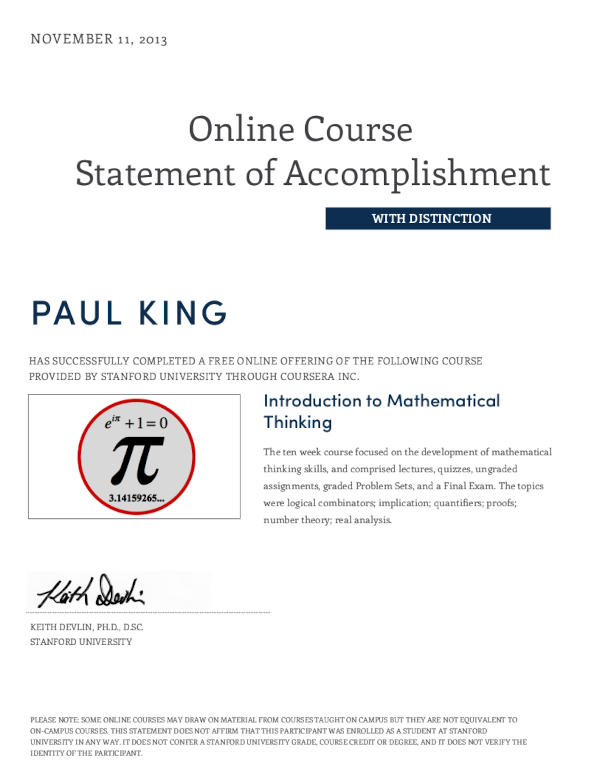 NOVEMBER 11, 2013
Online Course
Statement of Accomplishment
WITH DISTINCTION
PAUL KING
HAS SUCCESSFULLY COMPLETED A FREE ONLINE OFFERING OF THE FOLLOWING COURSE
PROVIDED BY STANFORD UNIVERSITY THROUGH COURSERA INC.
e^{iπ} + 1 = 0
π
3.14159265...
Introduction to Mathematical
Thinking
The ten week course focused on the development of mathematical
thinking skills, and comprised lectures, quizzes, ungraded
assignments, graded Problem Sets, and a Final Exam. The topics
were logical combinators; implication; quantifiers; proofs;
number theory; real analysis.
Keith Devlin
KEITH DEVLIN, PH.D., D.SC.
STANFORD UNIVERSITY
PLEASE NOTE: SOME ONLINE COURSES MAY DRAW ON MATERIAL FROM COURSES TAUGHT ON CAMPUS BUT THEY ARE NOT EQUIVALENT TO
ON-CAMPUS COURSES. THIS STATEMENT DOES NOT AFFIRM THAT THIS PARTICIPANT WAS ENROLLED AS A STUDENT AT STANFORD
UNIVERSITY IN ANY WAY. IT DOES NOT CONFER A STANFORD UNIVERSITY GRADE, COURSE CREDIT OR DEGREE, AND IT DOES NOT VERIFY THE
IDENTITY OF THE PARTICIPANT.